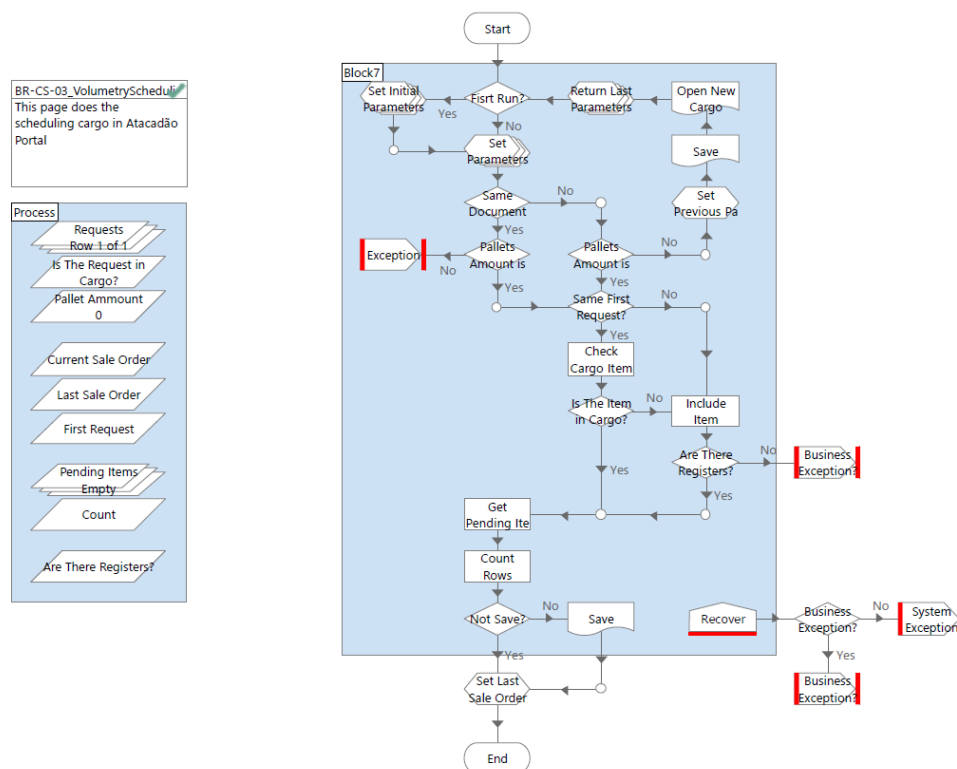 Start
BR-CS-03_VolumetryScheduli
This page does the
scheduling cargo in Atacadão
Portal
Block7
Set Initial
Parameters
Yes
Fisrt Run?
No
Return Last
Parameters
Open New
Cargo
Set
Parameters
Save
Same
Document
No
Yes
Set
Previous Pa
Process
Requests
Row 1 of 1
Is The Request in
Cargo?
Pallet Ammount
0
Current Sale Order
Last Sale Order
First Request
Pending Items
Empty
Count
Are There Registers?
Exception
No
Pallets
Amount is
Yes
Pallets
Amount is
No
Yes
Same First
Request?
No
Yes
Check
Cargo Item
Is The Item
in Cargo?
No
Include
Item
Yes
Are There
Registers?
No
Business
Exception?
Yes
Get
Pending Ite
Count
Rows
Not Save?
No
Save
Yes
Recover
Business
Exception?
No
System
Exception
Yes
Business
Exception?
Set Last
Sale Order
End